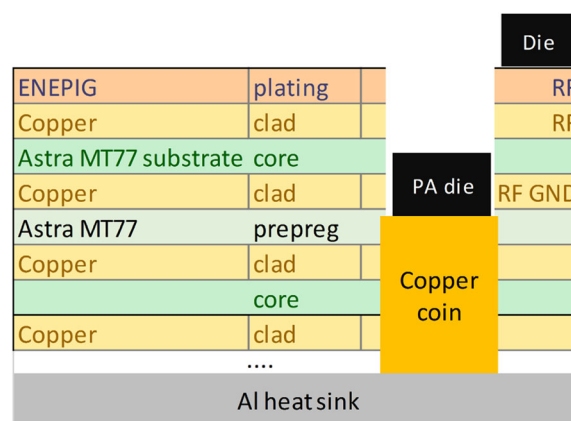 Die
ENEPIG plating RF
Copper clad RF
Astra MT77 substrate core
Copper clad PA die RF GND
Astra MT77 prepreg
Copper clad Copper
core coin
Copper clad
....
Al heat sink